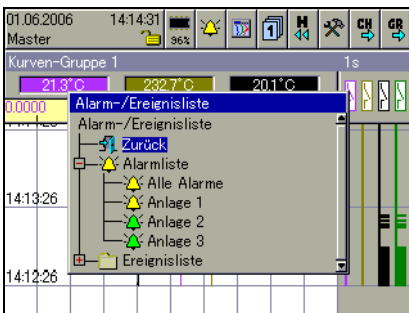 01.06.2006 14:14:31
Master 96% 1 H CH GR
Kurven-Gruppe 1 1s
21.3°C 232.7°C 20.1°C
0.0000
Alarm-/Ereignisliste
Alarm-/Ereignisliste
Zurück
Alarmliste
Alle Alarme
Anlage 1
Anlage 2
Anlage 3
Ereignisliste
14:13:26
14:12:26